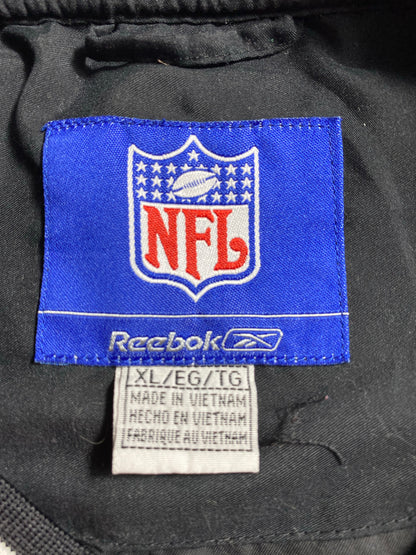 NFL
Reebok
XL/EG/TG
MADE IN VIETNAM
HECHO EN VIETNAM
FABRIQUE AU VIETNAM